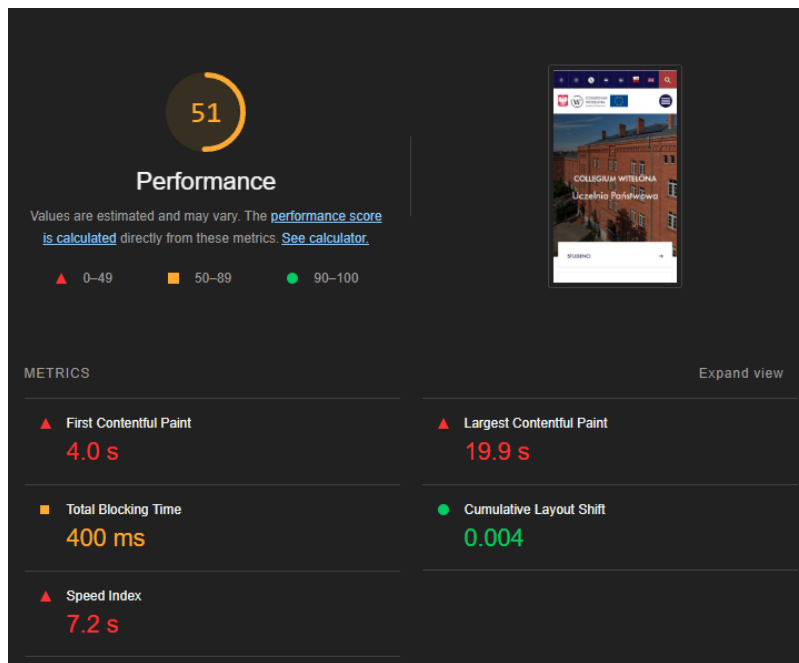 51
Performance
Values are estimated and may vary. The performance score
is calculated directly from these metrics. See calculator.
0–49
50–89
90–100
COLLEGIUM WITELONA
Uczelnia Państwowa
METRICS
Expand view
First Contentful Paint
4.0 s
Largest Contentful Paint
19.9 s
Total Blocking Time
400 ms
Cumulative Layout Shift
0.004
Speed Index
7.2 s